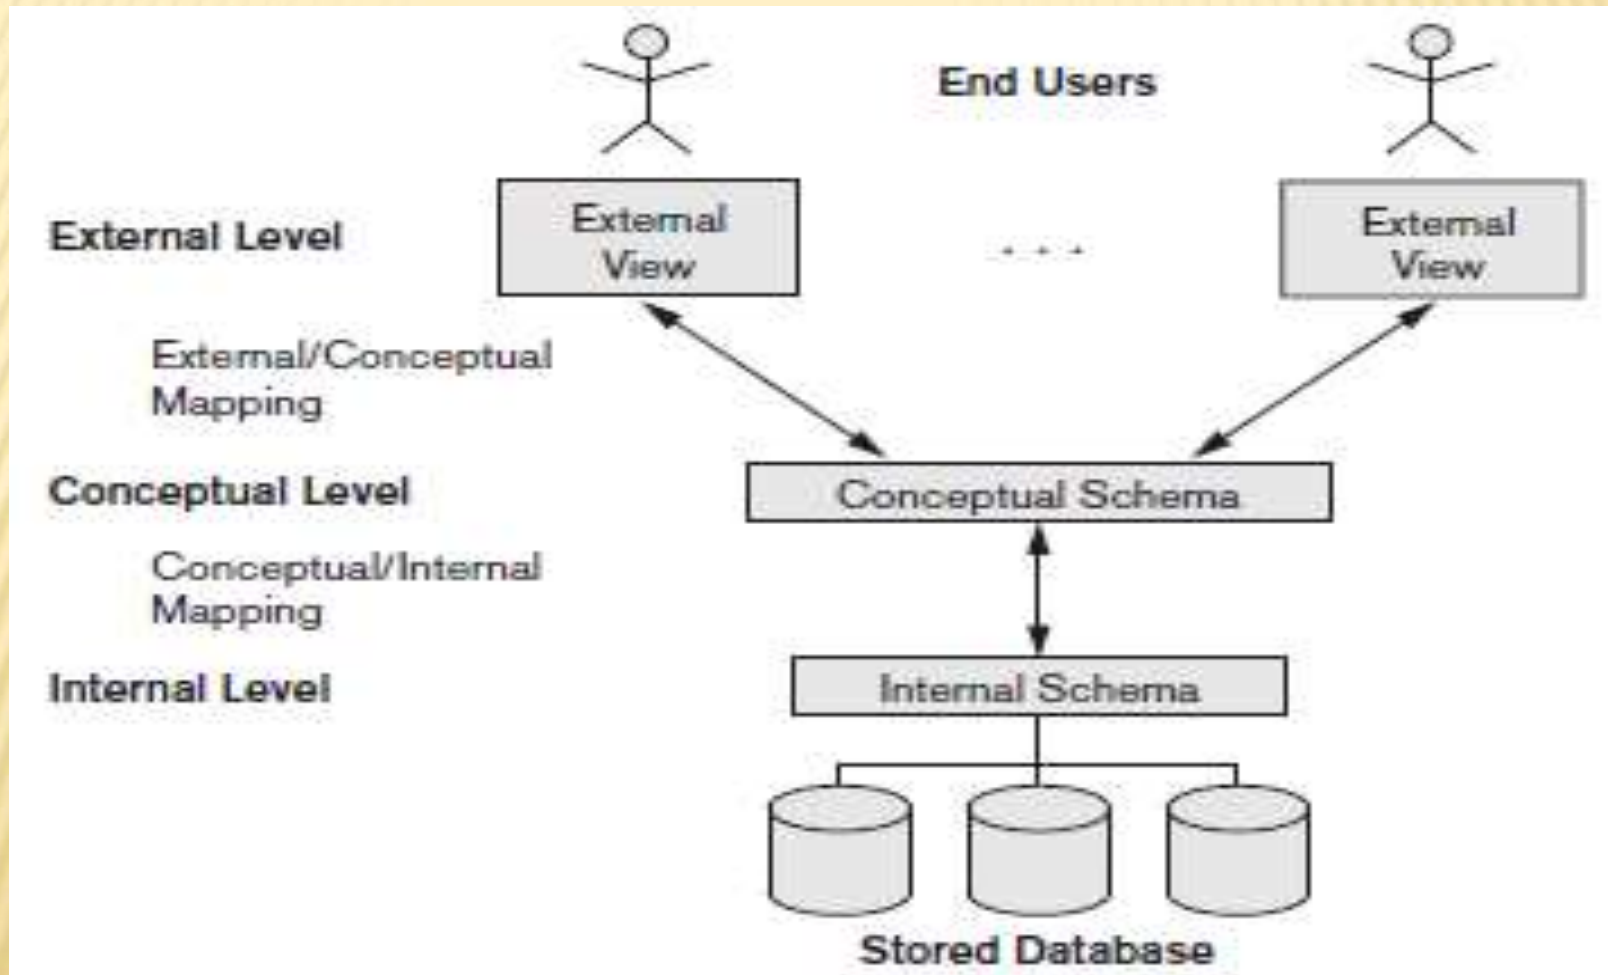 End Users
External Level
External
View
. . .
External
View
External/Conceptual
Mapping
Conceptual Level
Conceptual Schema
Conceptual/Internal
Mapping
Internal Level
Internal Schema
Stored Database